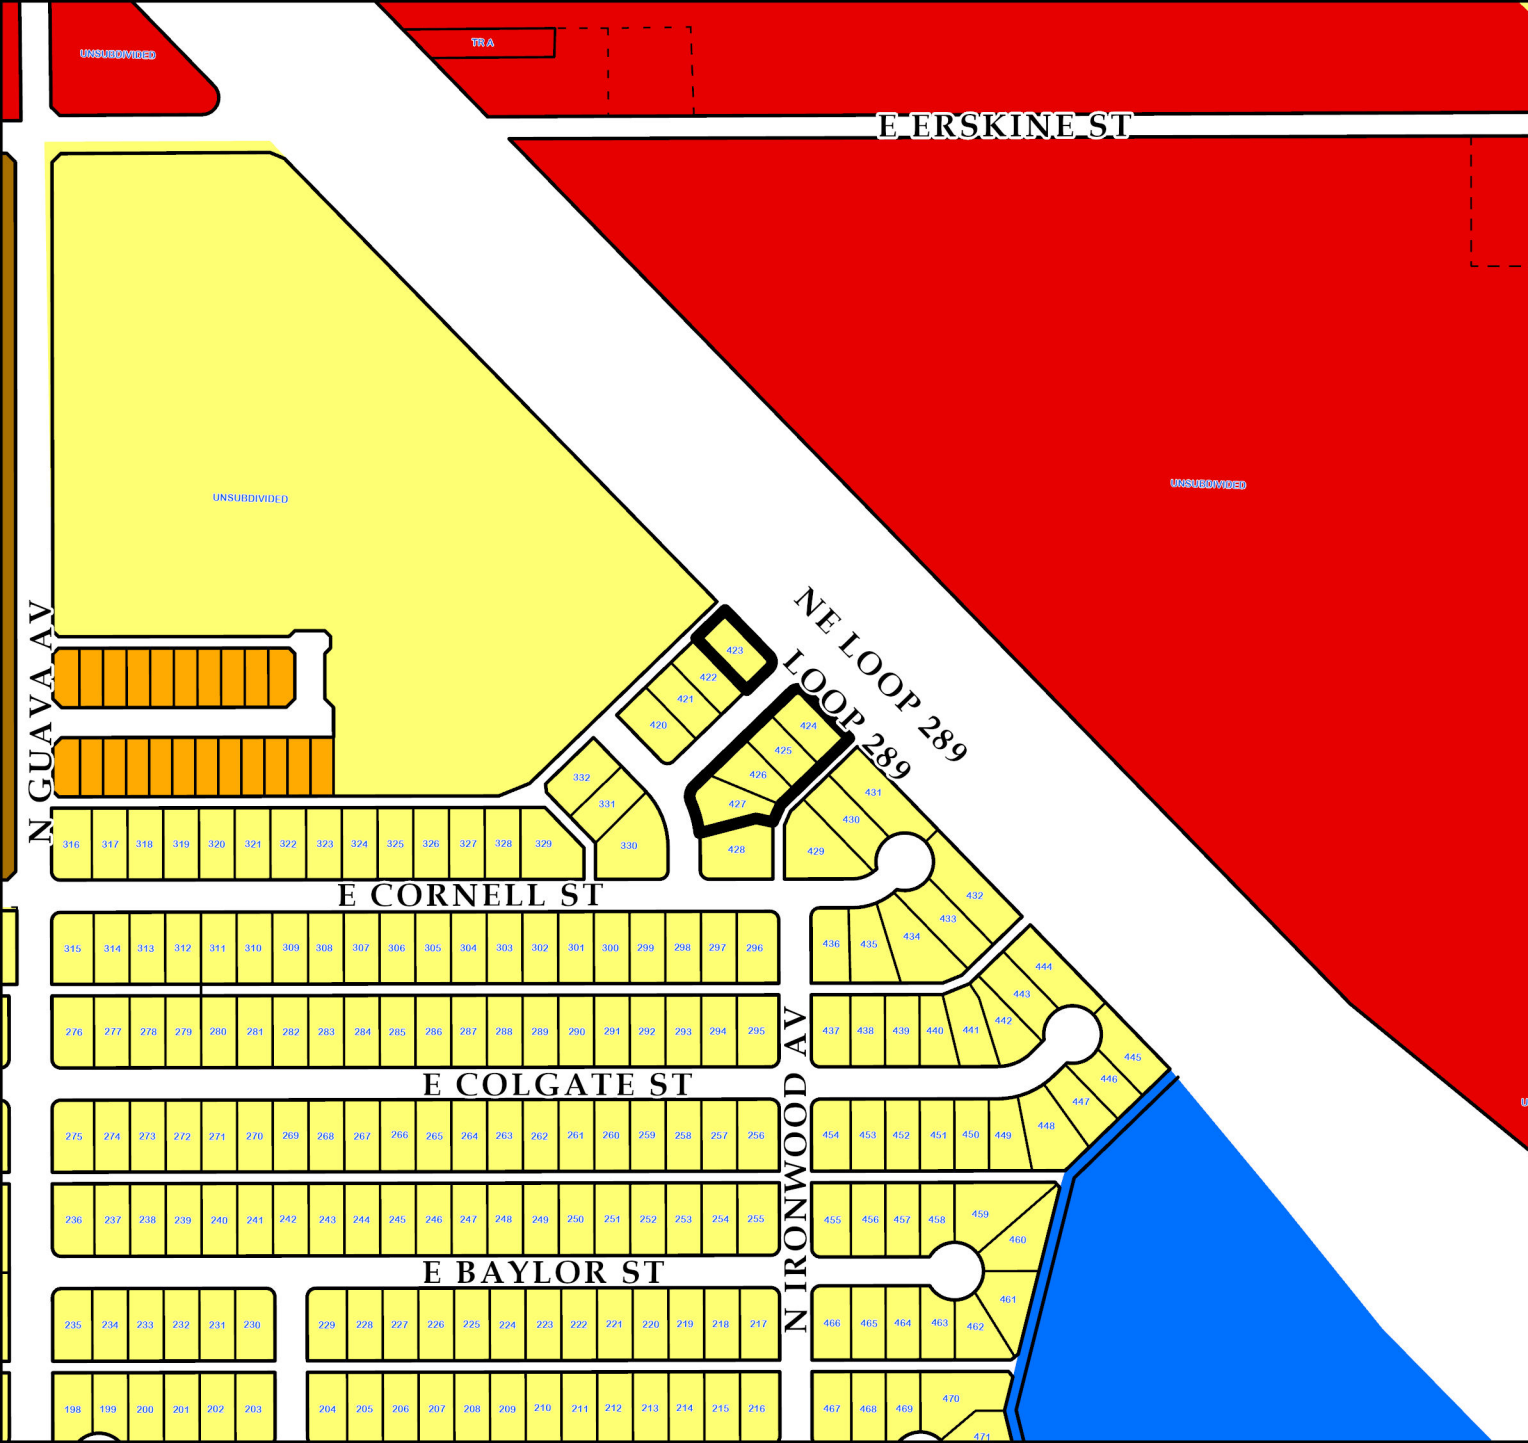 UNSUBDIVIDED
TR A
E ERSKINE ST
UNSUBDIVIDED
UNSUBDIVIDED
NE LOOP 289
LOOP 289
N GUAVA AV
423
422
421
420
424
425
426
427
428
332
331
330
431
430
429
316 317 318 319 320 321 322 323 324 325 326 327 328 329
E CORNELL ST
432
433
434
315 314 313 312 311 310 309 308 307 306 305 304 303 302 301 300 299 298 297 296 436 435
444
443
442
276 277 278 279 280 281 282 283 284 285 286 287 288 289 290 291 292 293 294 295 437 438 439 440 441
N IRONWOOD AV
E COLGATE ST
445
446
447
448
275 274 273 272 271 270 269 268 267 266 265 264 263 262 261 260 259 258 257 256 454 453 452 451 450 449
236 237 238 239 240 241 242 243 244 245 246 247 248 249 250 251 252 253 254 255 455 456 457 458 459
460
E BAYLOR ST
461
235 234 233 232 231 230 229 228 227 226 225 224 223 222 221 220 219 218 217 466 465 464 463 462
198 199 200 201 202 203 204 205 206 207 208 209 210 211 212 213 214 215 216 467 468 469 470
471